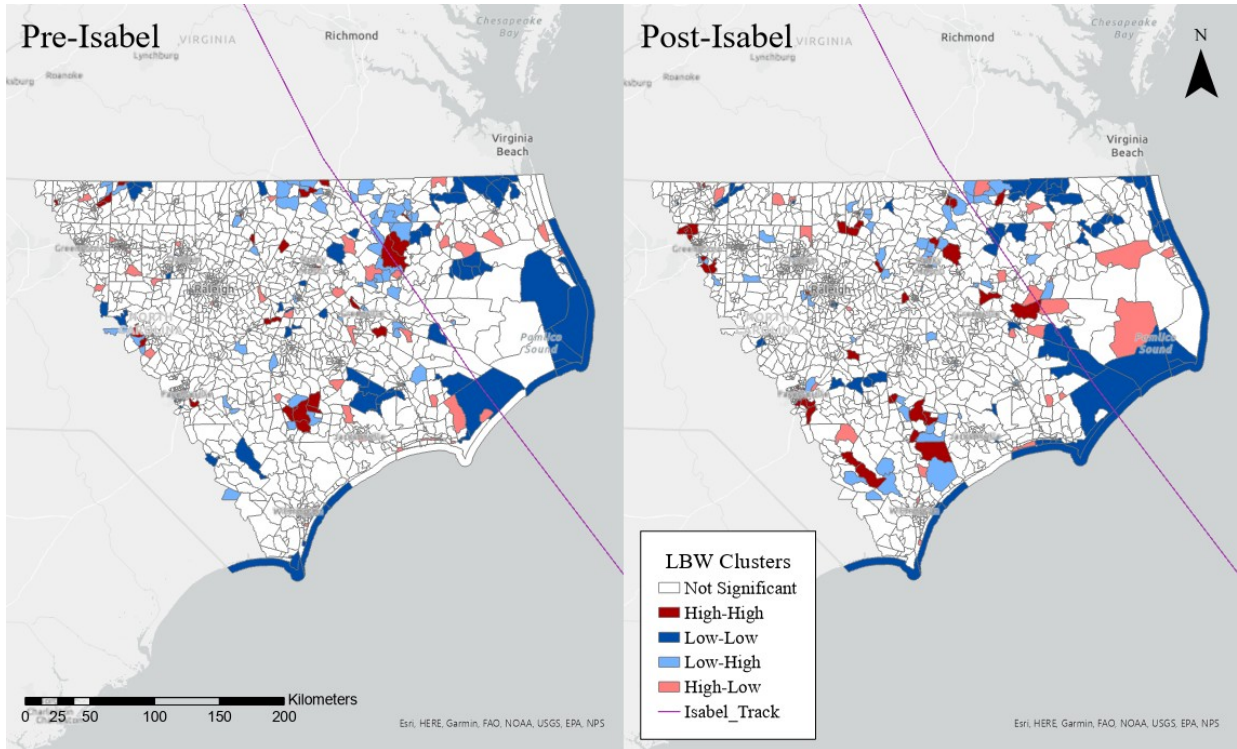 Pre-Isabel
VIRGINIA
Lynchburg
Roanoke
Richmond
Chesapeake
Bay
Virginia
Beach
Raleigh
Pamlico
Sound
Kilometers
0 25 50 100 150 200
Esri, HERE, Garmin, FAO, NOAA, USGS, EPA, NPS
Post-Isabel
VIRGINIA
Lynchburg
Roanoke
Richmond
Chesapeake
Bay
N
Virginia
Beach
Raleigh
Pamlico
Sound
LBW Clusters
Not Significant
High-High
Low-Low
Low-High
High-Low
Isabel_Track
Esri, HERE, Garmin, FAO, NOAA, USGS, EPA, NPS